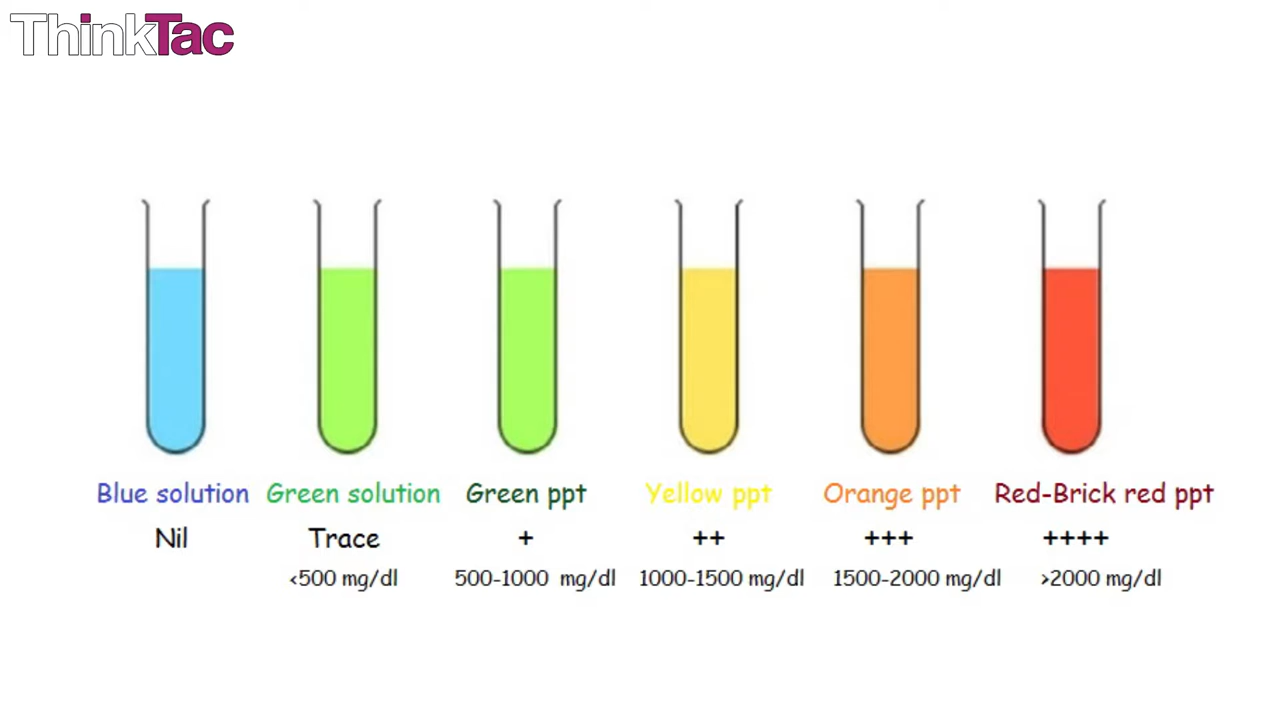 ThinkTac
Blue solution Green solution Green ppt Yellow ppt Orange ppt Red-Brick red ppt
Nil Trace + ++ +++ ++++
<500 mg/dl 500-1000 mg/dl 1000-1500 mg/dl 1500-2000 mg/dl >2000 mg/dl